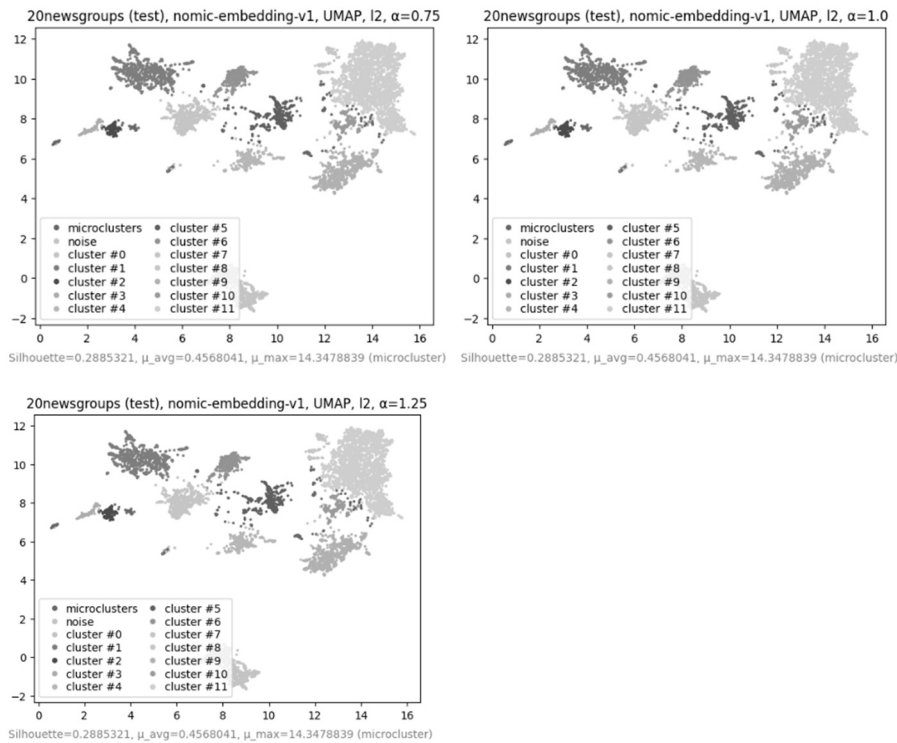 20newsgroups (test), nomic-embedding-v1, UMAP, l2, α=0.75
12
10
8
6
4
2
0
−2
microclusters
noise
cluster #0
cluster #1
cluster #2
cluster #3
cluster #4
cluster #5
cluster #6
cluster #7
cluster #8
cluster #9
cluster #10
cluster #11
0 2 4 6 8 10 12 14 16
Silhouette=0.2885321, μ_avg=0.4568041, μ_max=14.3478839 (microcluster)
20newsgroups (test), nomic-embedding-v1, UMAP, l2, α=1.0
12
10
8
6
4
2
0
−2
microclusters
noise
cluster #0
cluster #1
cluster #2
cluster #3
cluster #4
cluster #5
cluster #6
cluster #7
cluster #8
cluster #9
cluster #10
cluster #11
0 2 4 6 8 10 12 14 16
Silhouette=0.2885321, μ_avg=0.4568041, μ_max=14.3478839 (microcluster)
20newsgroups (test), nomic-embedding-v1, UMAP, l2, α=1.25
12
10
8
6
4
2
0
−2
microclusters
noise
cluster #0
cluster #1
cluster #2
cluster #3
cluster #4
cluster #5
cluster #6
cluster #7
cluster #8
cluster #9
cluster #10
cluster #11
0 2 4 6 8 10 12 14 16
Silhouette=0.2885321, μ_avg=0.4568041, μ_max=14.3478839 (microcluster)